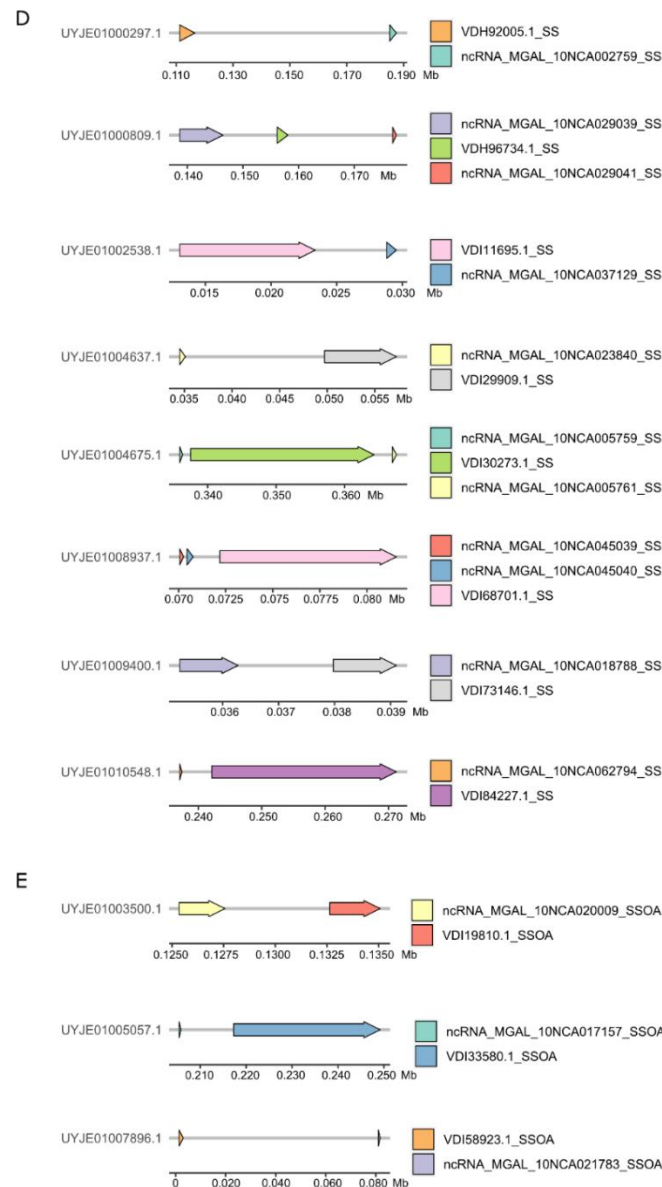 D
UYJE01000297.1
VDH92005.1_SS
ncRNA_MGAL_10NCA002759_SS
0.110 0.130 0.150 0.170 0.190 Mb
UYJE01000809.1
ncRNA_MGAL_10NCA029039_SS
VDH96734.1_SS
ncRNA_MGAL_10NCA029041_SS
0.140 0.150 0.160 0.170 Mb
UYJE01002538.1
VDI11695.1_SS
ncRNA_MGAL_10NCA037129_SS
0.015 0.020 0.025 0.030 Mb
UYJE01004637.1
ncRNA_MGAL_10NCA023840_SS
VDI29909.1_SS
0.035 0.040 0.045 0.050 0.055 Mb
UYJE01004675.1
ncRNA_MGAL_10NCA005759_SS
VDI30273.1_SS
ncRNA_MGAL_10NCA005761_SS
0.340 0.350 0.360 Mb
UYJE01008937.1
ncRNA_MGAL_10NCA045039_SS
ncRNA_MGAL_10NCA045040_SS
VDI68701.1_SS
0.070 0.0725 0.075 0.0775 0.080 Mb
UYJE01009400.1
ncRNA_MGAL_10NCA018788_SS
VDI73146.1_SS
0.036 0.037 0.038 0.039 Mb
UYJE01010548.1
ncRNA_MGAL_10NCA062794_SS
VDI84227.1_SS
0.240 0.250 0.260 0.270 Mb
E
UYJE01003500.1
ncRNA_MGAL_10NCA020009_SSOA
VDI19810.1_SSOA
0.1250 0.1275 0.1300 0.1325 0.1350 Mb
UYJE01005057.1
ncRNA_MGAL_10NCA017157_SSOA
VDI33580.1_SSOA
0.210 0.220 0.230 0.240 0.250 Mb
UYJE01007896.1
VDI58923.1_SSOA
ncRNA_MGAL_10NCA021783_SSOA
0 0.020 0.040 0.060 0.080 Mb